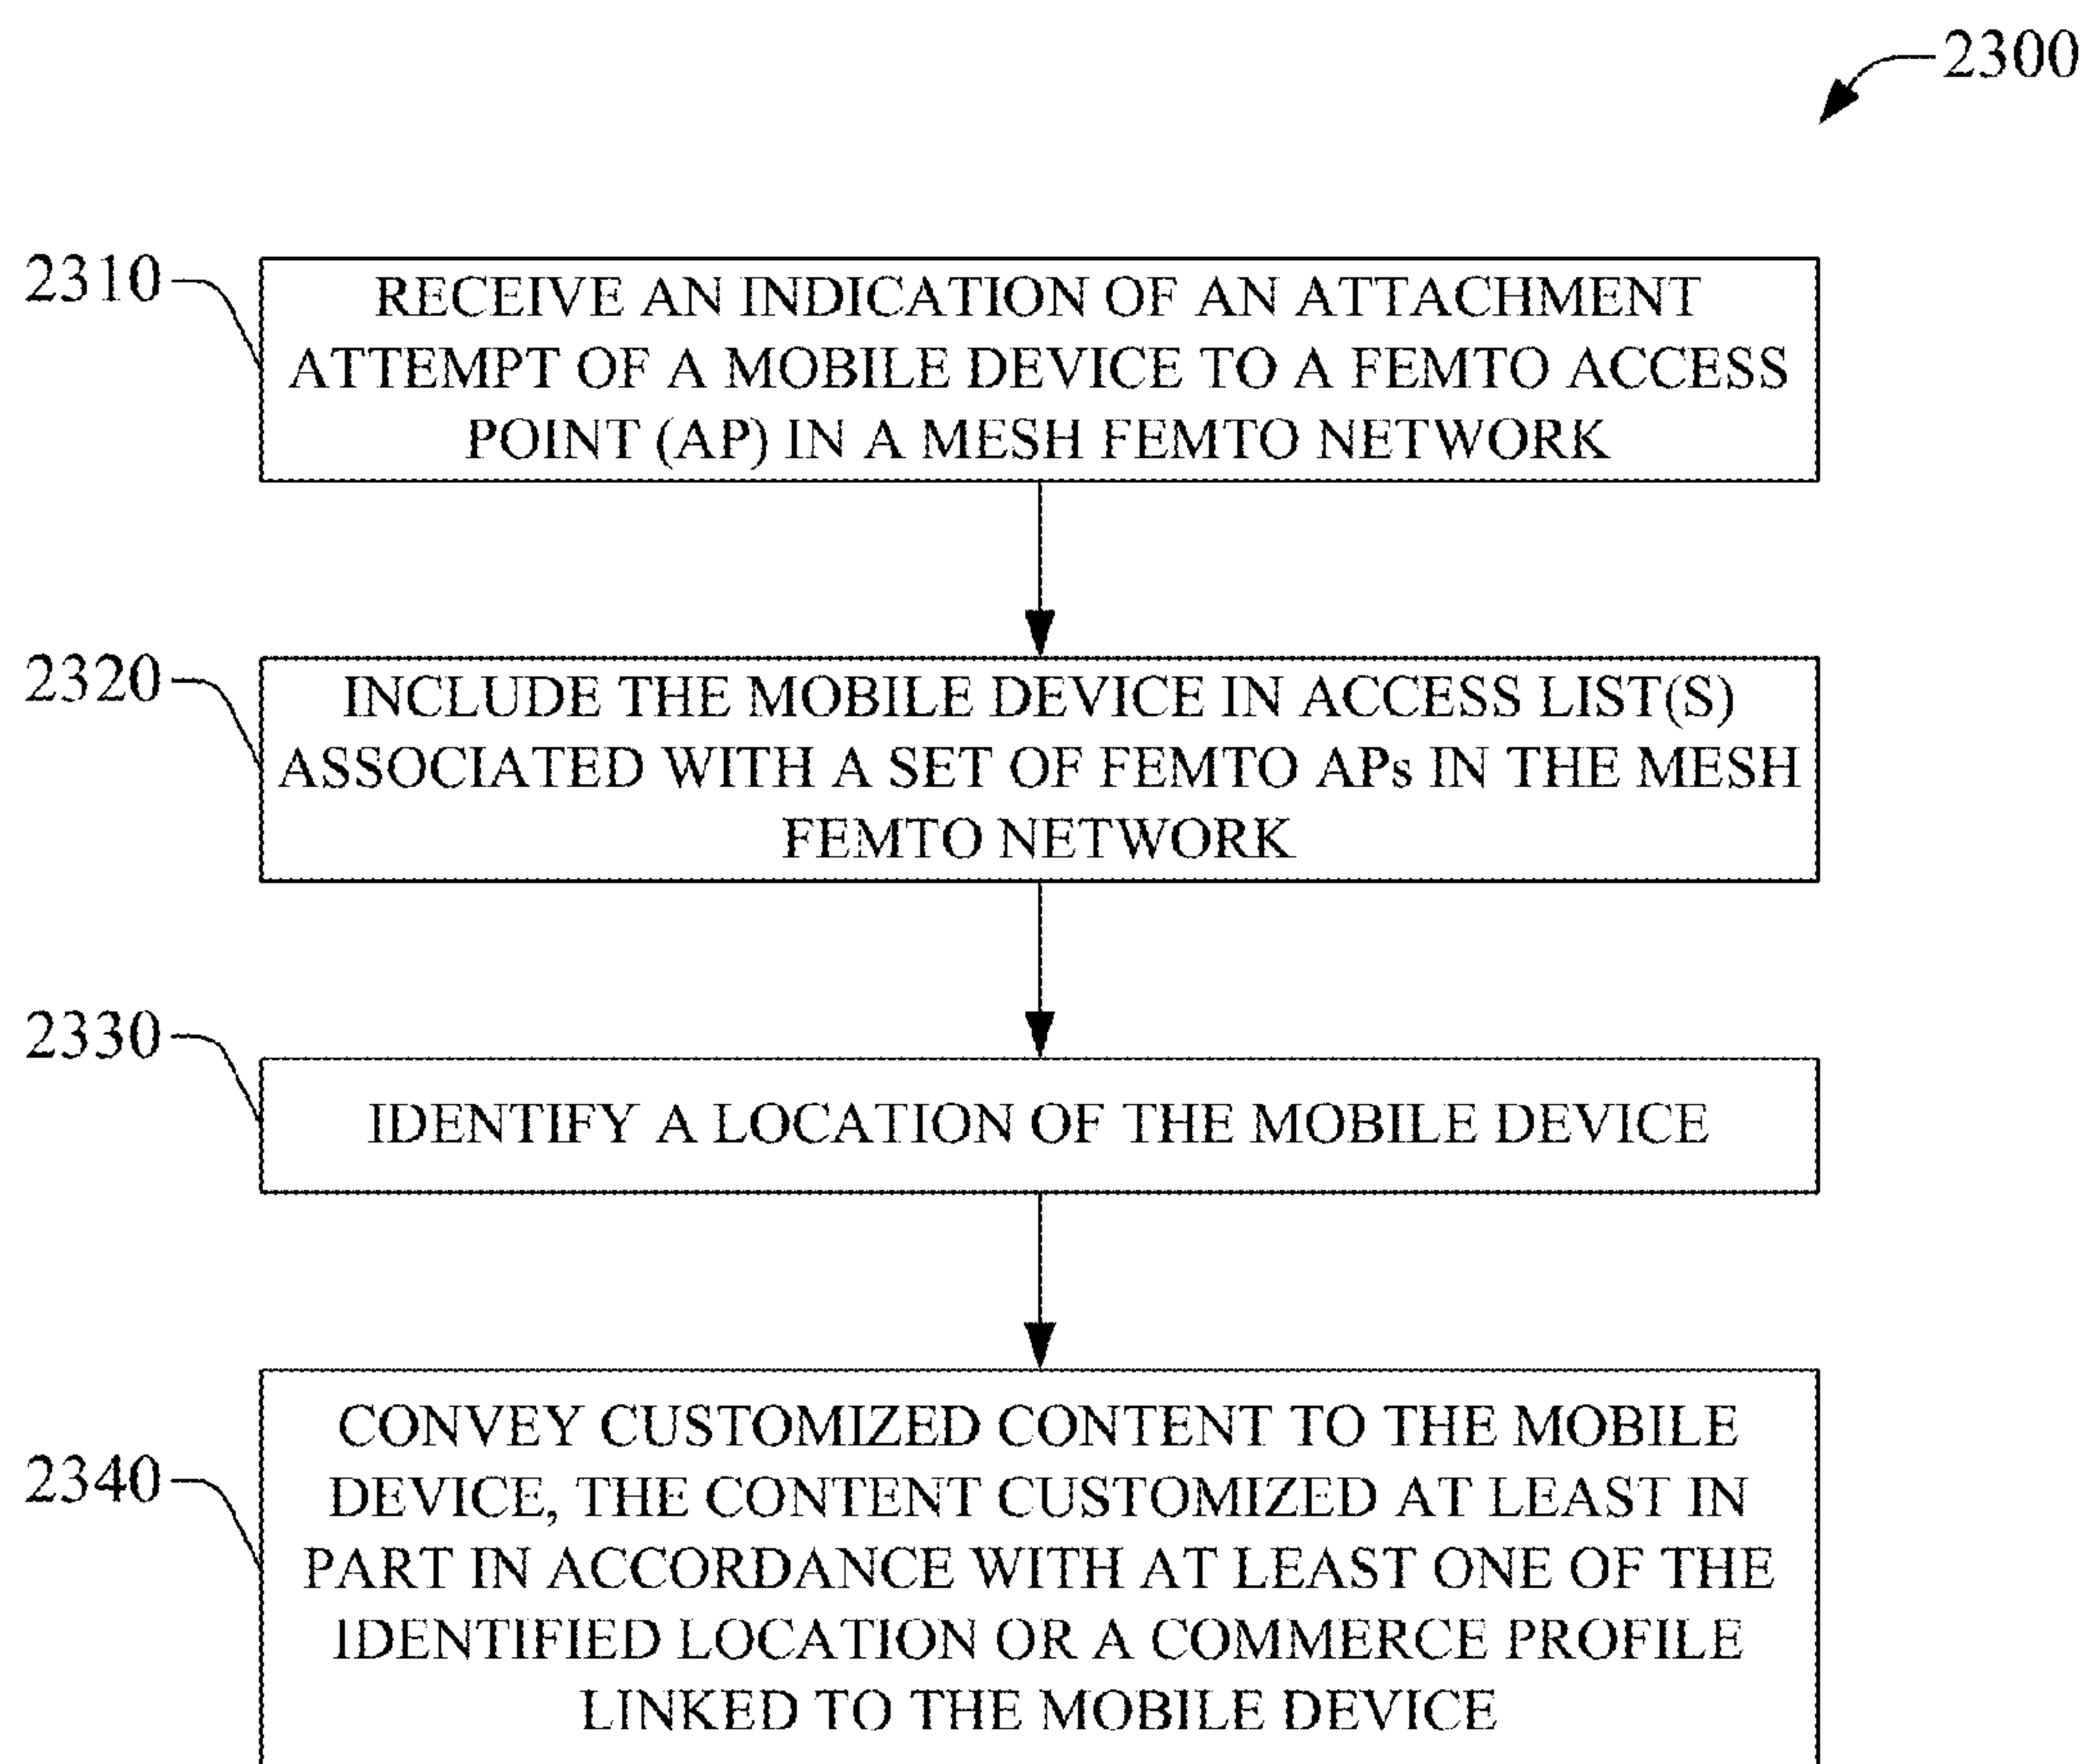 2300
2310
RECEIVE AN INDICATION OF AN ATTACHMENT
ATTEMPT OF A MOBILE DEVICE TO A FEMTO ACCESS
POINT (AP) IN A MESH FEMTO NETWORK
2320
INCLUDE THE MOBILE DEVICE IN ACCESS LIST(S)
ASSOCIATED WITH A SET OF FEMTO APs IN THE MESH
FEMTO NETWORK
2330
IDENTIFY A LOCATION OF THE MOBILE DEVICE
2340
CONVEY CUSTOMIZED CONTENT TO THE MOBILE
DEVICE, THE CONTENT CUSTOMIZED AT LEAST IN
PART IN ACCORDANCE WITH AT LEAST ONE OF THE
IDENTIFIED LOCATION OR A COMMERCE PROFILE
LINKED TO THE MOBILE DEVICE